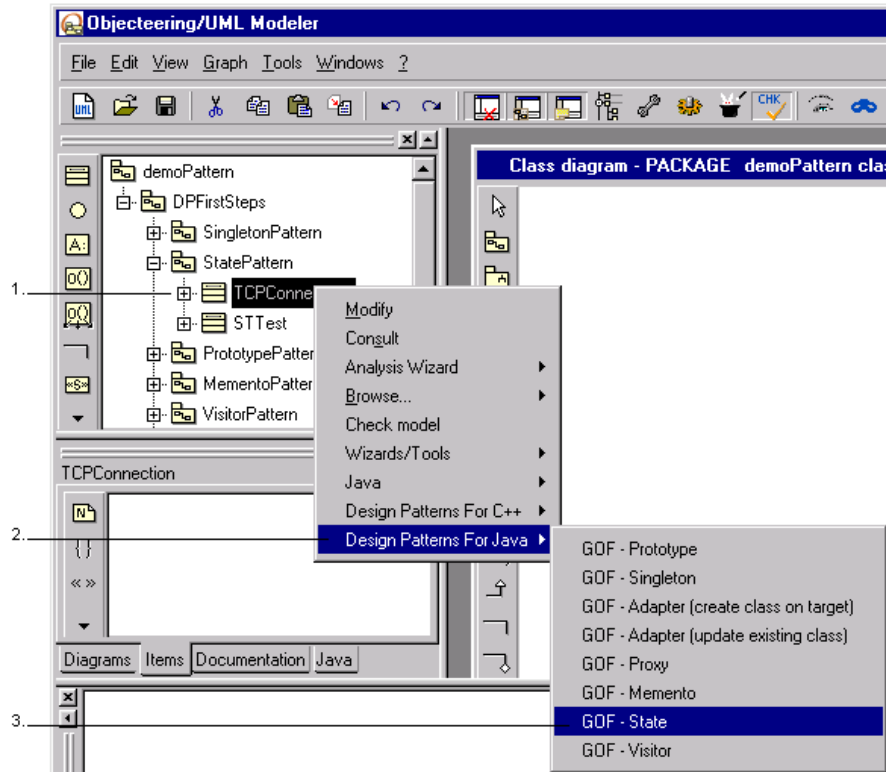 Objecteering/UML Modeler
File Edit View Graph Tools Windows ?
UML
CHK
demoPattern
DPFirstSteps
SingletonPattern
StatePattern
1.
TCPConne
STTest
PrototypePatter
MementoPatter
VisitorPattern
A:
o()
o()
«S»
Class diagram - PACKAGE demoPattern clas
Modify
Consult
Analysis Wizard
Browse...
Check model
Wizards/Tools
Java
Design Patterns For C++
2.
Design Patterns For Java
TCPConnection
N
{ }
« »
Diagrams Items Documentation Java
GOF - Prototype
GOF - Singleton
GOF - Adapter (create class on target)
GOF - Adapter (update existing class)
GOF - Proxy
GOF - Memento
3.
GOF - State
GOF - Visitor